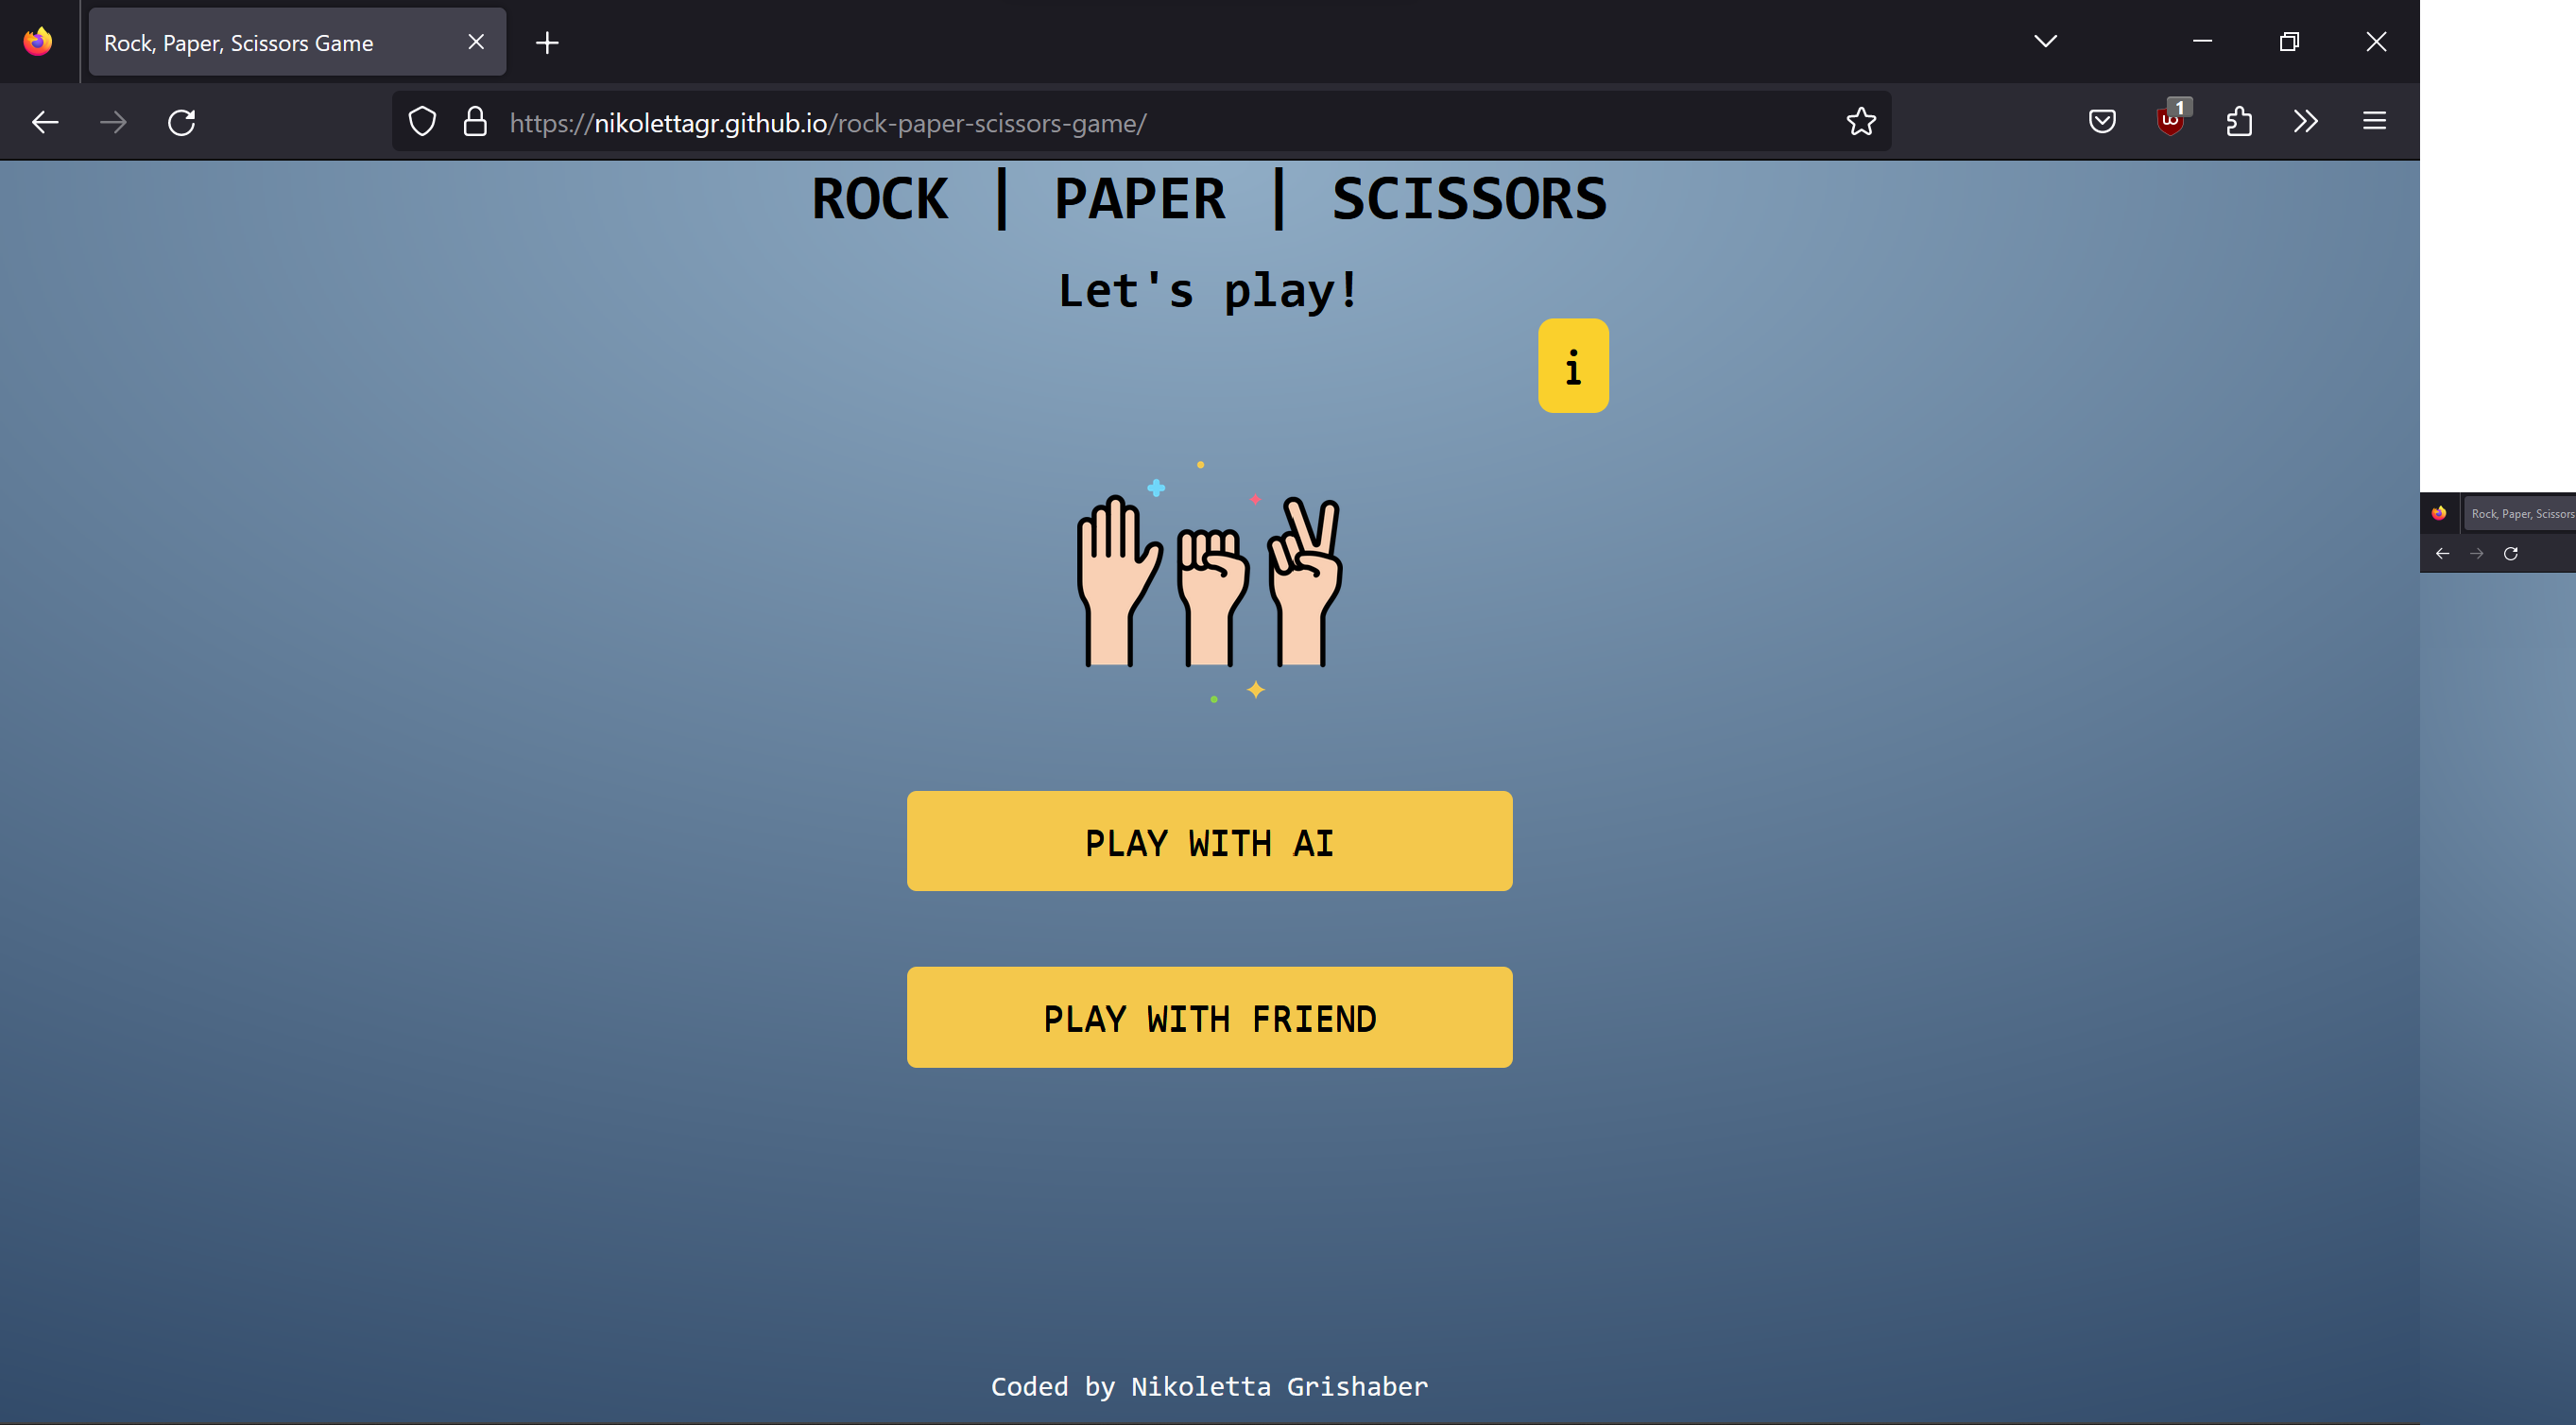 Rock, Paper, Scissors Game
https://nikolettagr.github.io/rock-paper-scissors-game/
1
ROCK | PAPER | SCISSORS
Let's play!
i
Rock, Paper, Scissors
PLAY WITH AI
PLAY WITH FRIEND
Coded by Nikoletta Grishaber